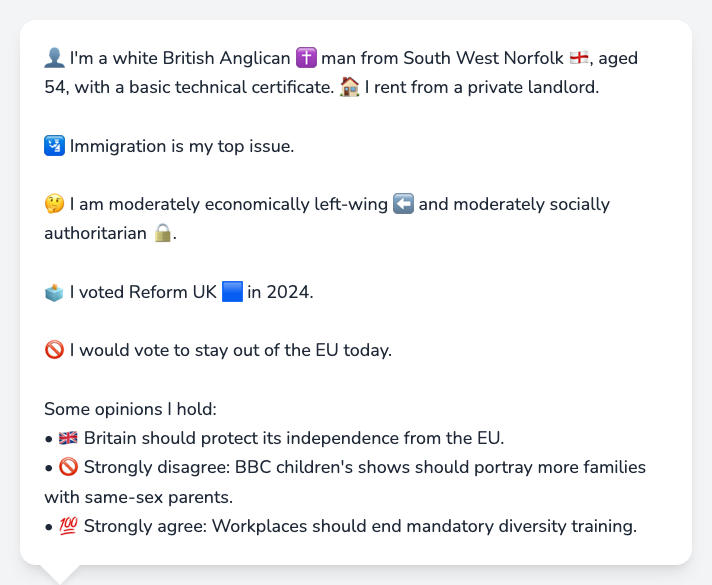 👤 I'm a white British Anglican ✝️ man from South West Norfolk 🏴󠁧󠁢󠁥󠁮󠁧󠁿, aged
54, with a basic technical certificate. 🏠 I rent from a private landlord.
🛂 Immigration is my top issue.
🤔 I am moderately economically left-wing ⬅️ and moderately socially
authoritarian 🔒.
🗳️ I voted Reform UK 🟦 in 2024.
🚫 I would vote to stay out of the EU today.
Some opinions I hold:
• 🇬🇧 Britain should protect its independence from the EU.
• 🚫 Strongly disagree: BBC children's shows should portray more families
with same-sex parents.
• 💯 Strongly agree: Workplaces should end mandatory diversity training.